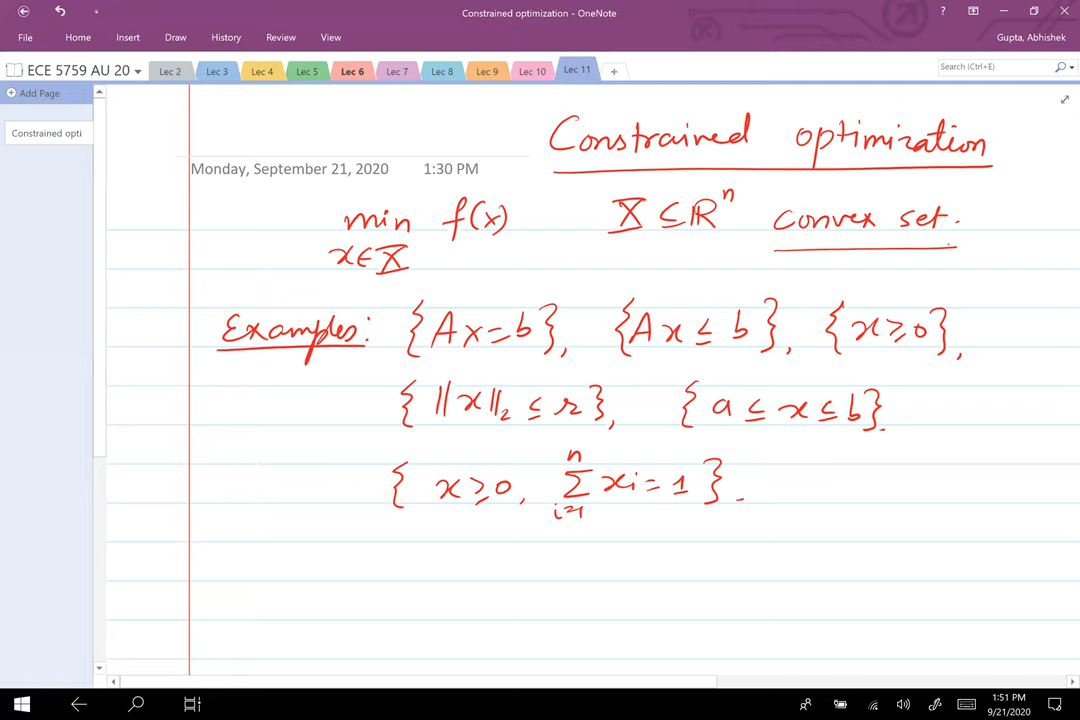 Constrained optimization - OneNote
?
File Home Insert Draw History Review View
Gupta, Abhishek
ECE 5759 AU 20
Lec 2 Lec 3 Lec 4 Lec 5 Lec 6 Lec 7 Lec 8 Lec 9 Lec 10 Lec 11 +
Search (Ctrl+E)
Add Page
Constrained opti
Constrained optimization
Monday, September 21, 2020 1:30 PM
min f(x) X ⊆ ℝⁿ convex set.
x∈X
Examples: {Ax=b}, {Ax ≤ b}, {x≥0},
{ ||x||₂ ≤ r}, { a ≤ x ≤ b}.
{ x≥0, ∑ⁿᵢ₌₁ xi = 1 }.
1:51 PM
9/21/2020